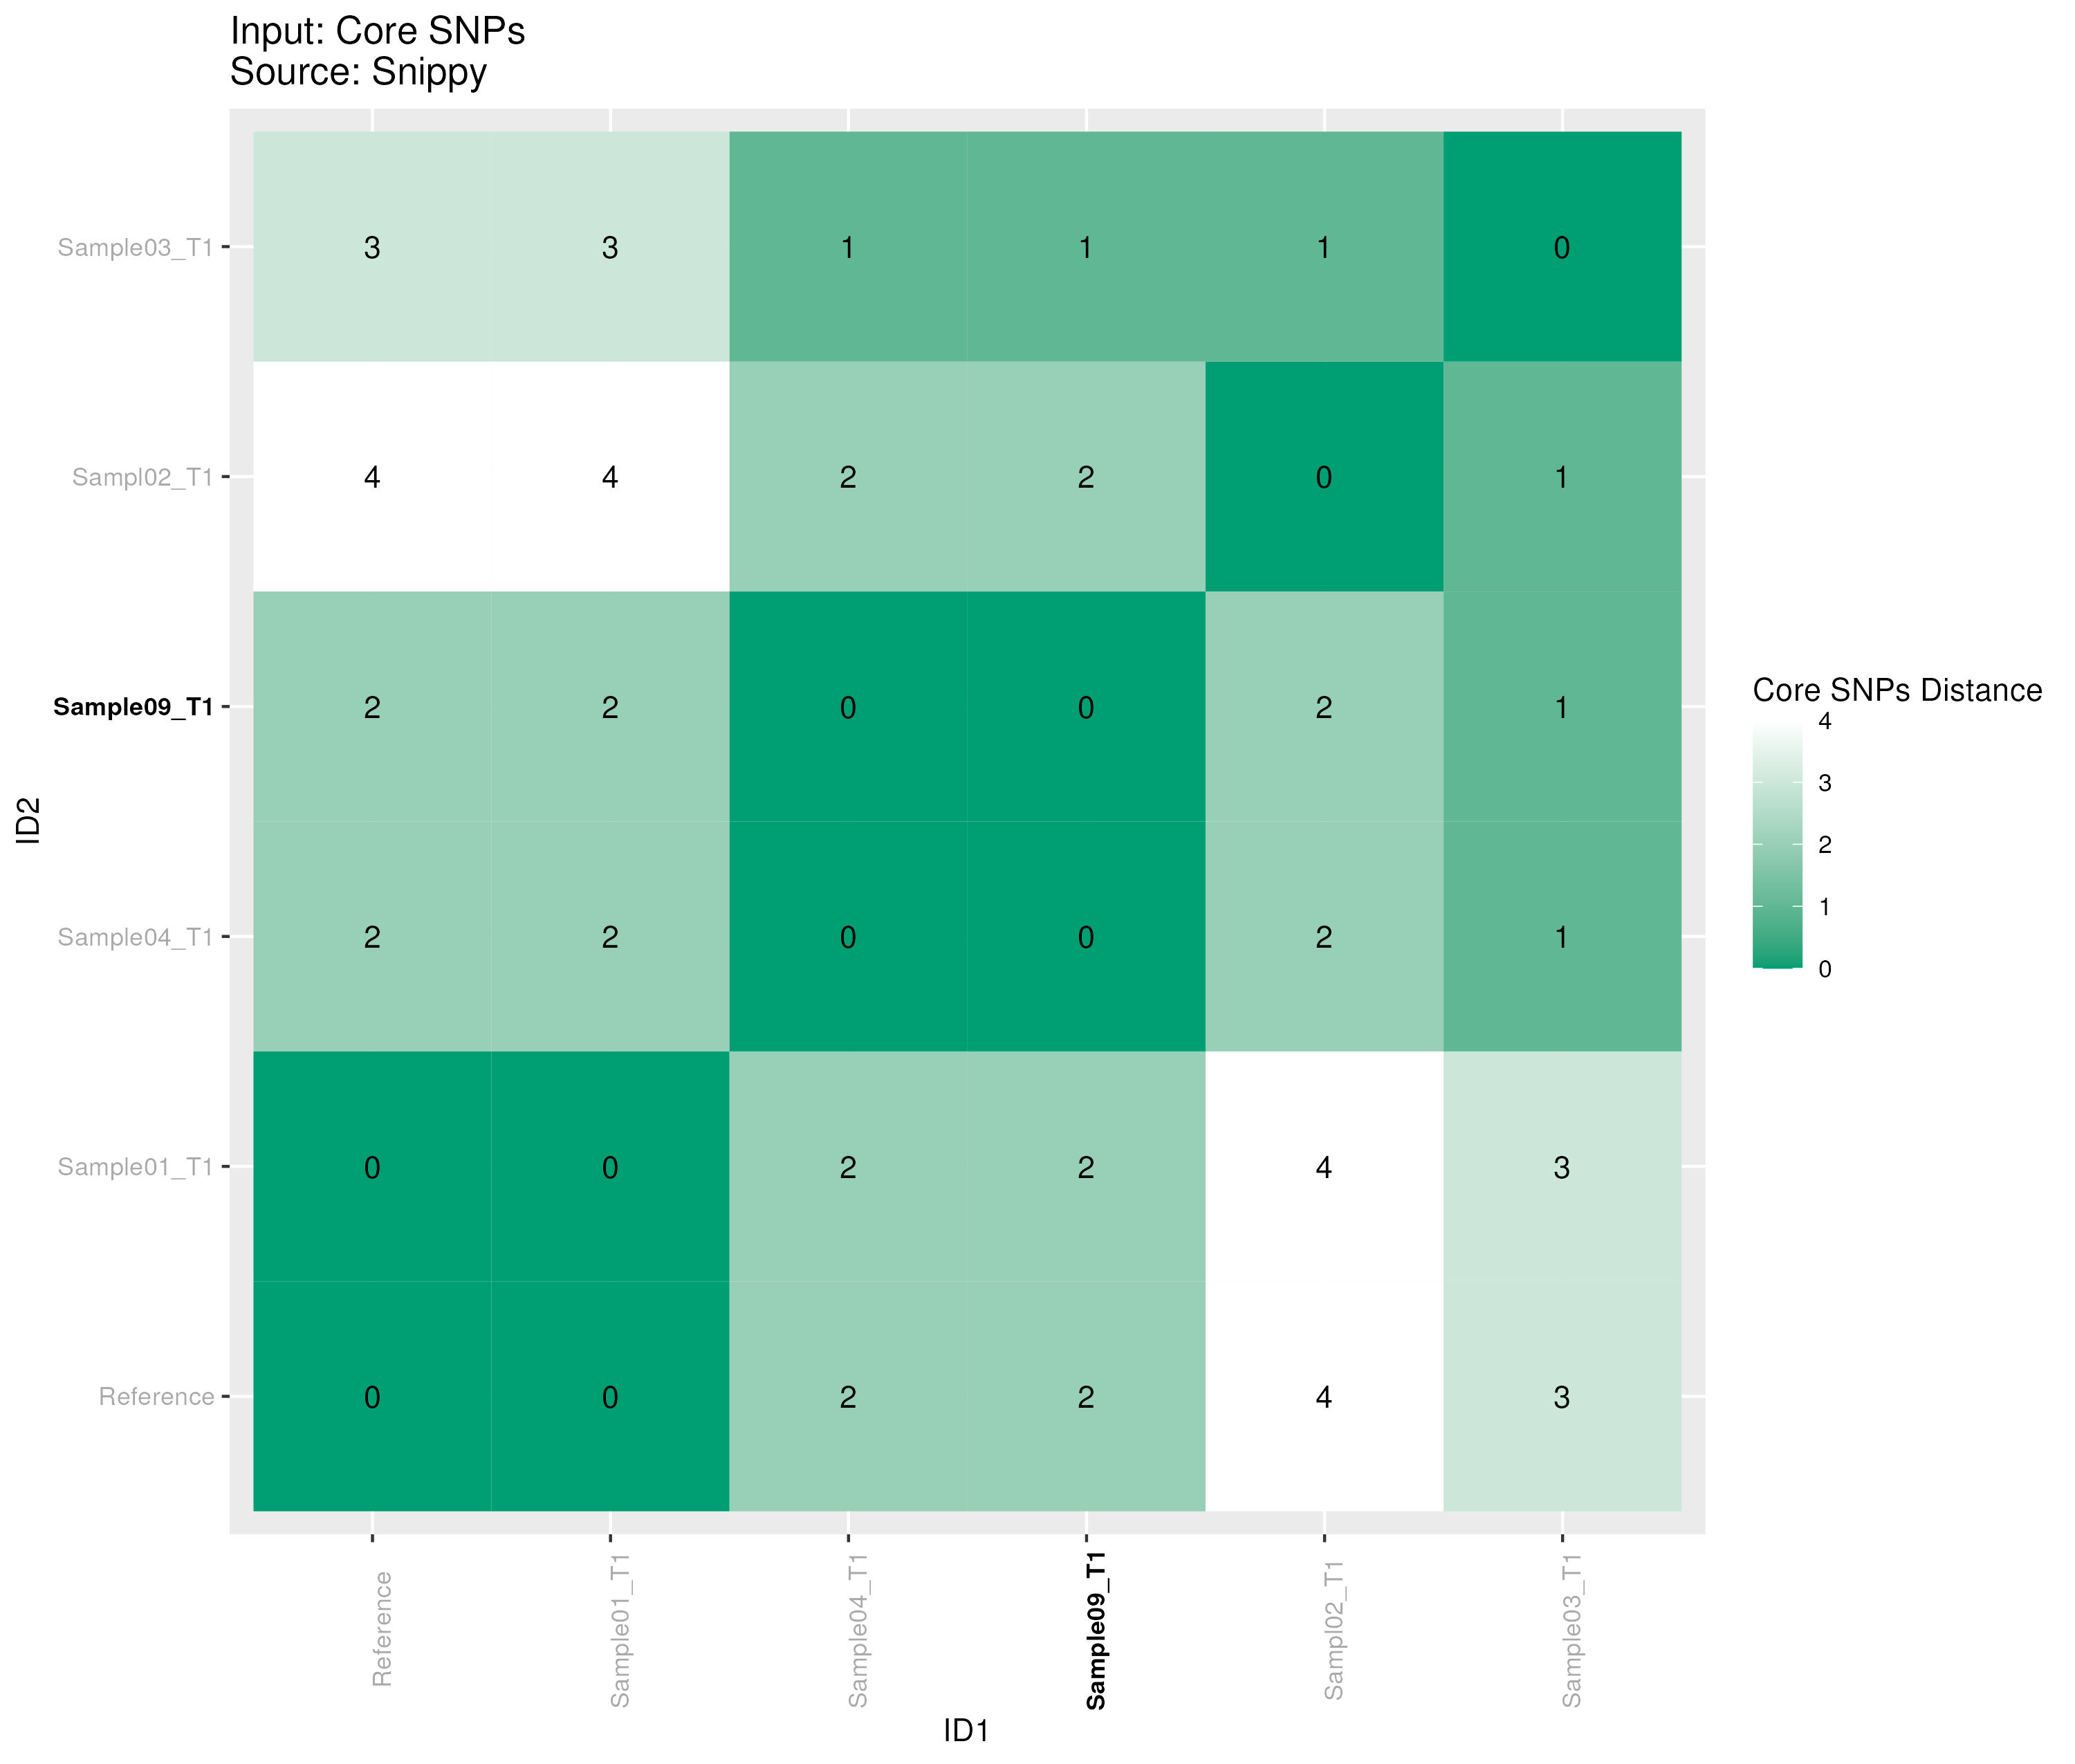 Input: Core SNPs
Source: Snippy
Sample03_T1 3 3 1 1 1 0
Sampl02_T1 4 4 2 2 0 1
Sample09_T1 2 2 0 0 2 1
Sample04_T1 2 2 0 0 2 1
Sample01_T1 0 0 2 2 4 3
Reference 0 0 2 2 4 3
ID2
Reference
Sample01_T1
Sample04_T1
Sample09_T1
Sampl02_T1
Sample03_T1
ID1
Core SNPs Distance
4
3
2
1
0